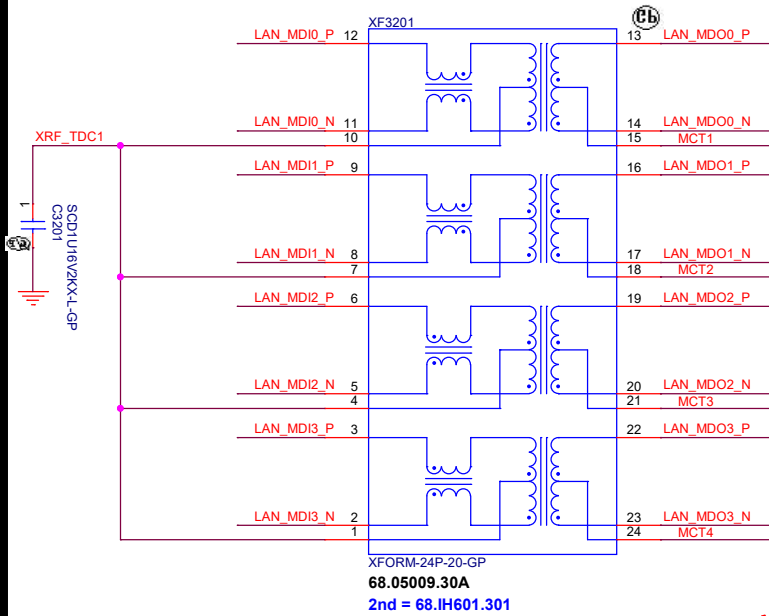 XF3201
LAN_MDI0_P 12
13 LAN_MDO0_P
LAN_MDI0_N 11
14 LAN_MDO0_N
XRF_TDC1
10
15 MCT1
LAN_MDI1_P 9
16 LAN_MDO1_P
1
SCD1U16V2KX-L-GP
C3201
LAN_MDI1_N 8
17 LAN_MDO1_N
7
18 MCT2
LAN_MDI2_P 6
19 LAN_MDO2_P
LAN_MDI2_N 5
20 LAN_MDO2_N
4
21 MCT3
LAN_MDI3_P 3
22 LAN_MDO3_P
LAN_MDI3_N 2
23 LAN_MDO3_N
1
24 MCT4
XFORM-24P-20-GP
68.05009.30A
2nd = 68.IH601.301